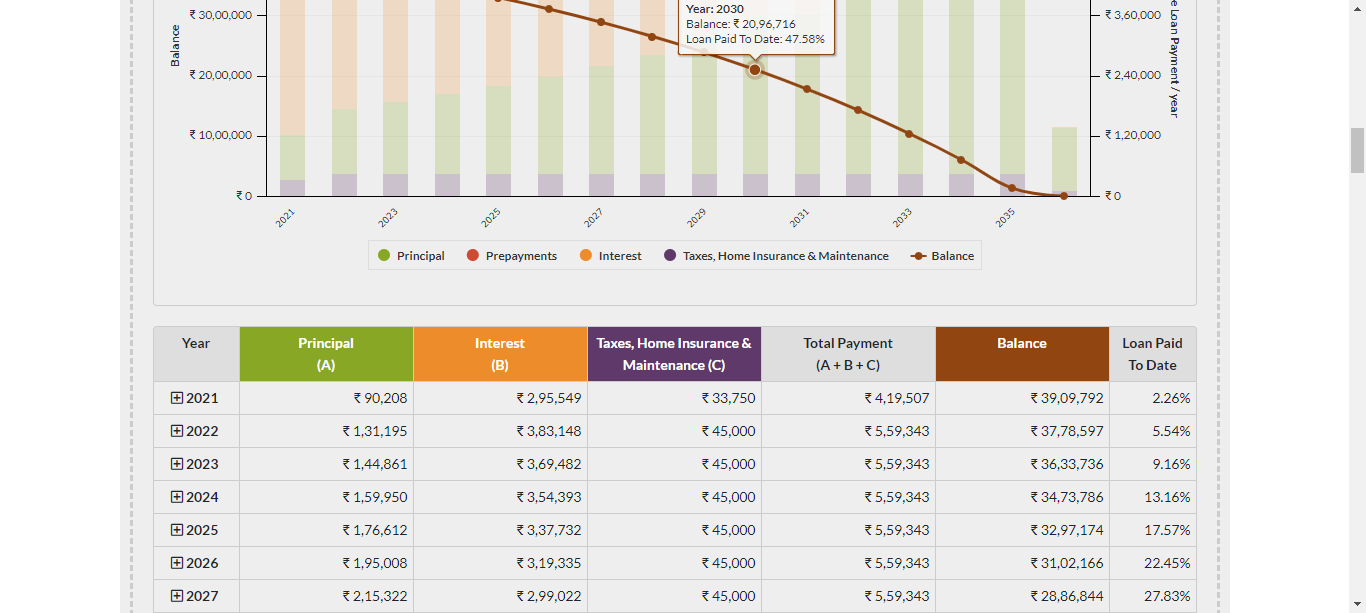 ₹ 30,00,000
₹ 20,00,000
₹ 10,00,000
₹ 0
Balance
Year: 2030
Balance: ₹ 20,96,716
Loan Paid To Date: 47.58%
₹ 3,60,000
₹ 2,40,000
₹ 1,20,000
₹ 0
e Loan Payment / year
2021 2023 2025 2027 2029 2031 2033 2035
Principal Prepayments Interest Taxes, Home Insurance & Maintenance Balance
Year Principal (A) Interest (B) Taxes, Home Insurance & Maintenance (C) Total Payment (A + B + C) Balance Loan Paid To Date
2021 ₹ 90,208 ₹ 2,95,549 ₹ 33,750 ₹ 4,19,507 ₹ 39,09,792 2.26%
2022 ₹ 1,31,195 ₹ 3,83,148 ₹ 45,000 ₹ 5,59,343 ₹ 37,78,597 5.54%
2023 ₹ 1,44,861 ₹ 3,69,482 ₹ 45,000 ₹ 5,59,343 ₹ 36,33,736 9.16%
2024 ₹ 1,59,950 ₹ 3,54,393 ₹ 45,000 ₹ 5,59,343 ₹ 34,73,786 13.16%
2025 ₹ 1,76,612 ₹ 3,37,732 ₹ 45,000 ₹ 5,59,343 ₹ 32,97,174 17.57%
2026 ₹ 1,95,008 ₹ 3,19,335 ₹ 45,000 ₹ 5,59,343 ₹ 31,02,166 22.45%
2027 ₹ 2,15,322 ₹ 2,99,022 ₹ 45,000 ₹ 5,59,343 ₹ 28,86,844 27.83%